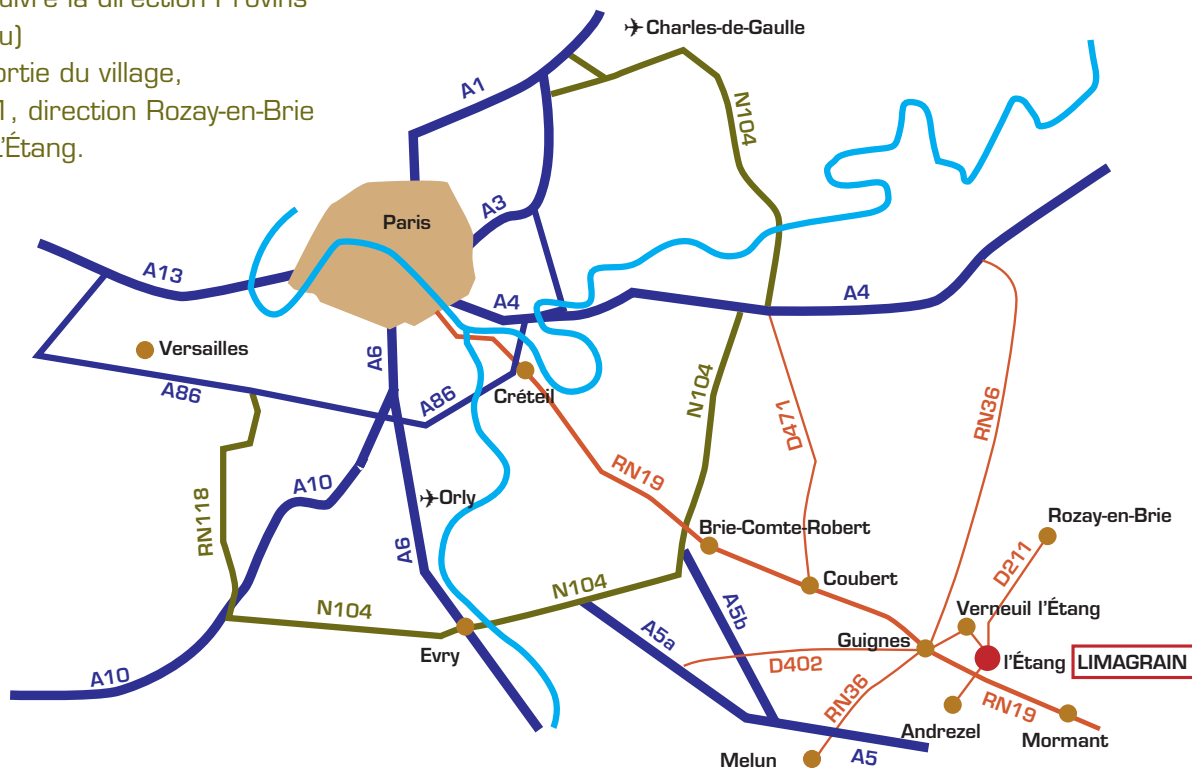 uivre la direction Provins
u)
ortie du village,
1, direction Rozay-en-Brie
L'Étang.
Charles-de-Gaulle
A1
N104
A3
Paris
A13
A4
A4
Versailles
A6
A86
A86
Créteil
N104
D471
RN36
RN19
A10
RN118
Orly
A6
Brie-Comte-Robert
Rozay-en-Brie
D211
Coubert
N104
N104
A5b
Verneuil l'Étang
Evry
A5a
Guignes
D402
l'Étang
LIMAGRAIN
A10
RN36
RN19
Andrezel
Mormant
Melun
A5